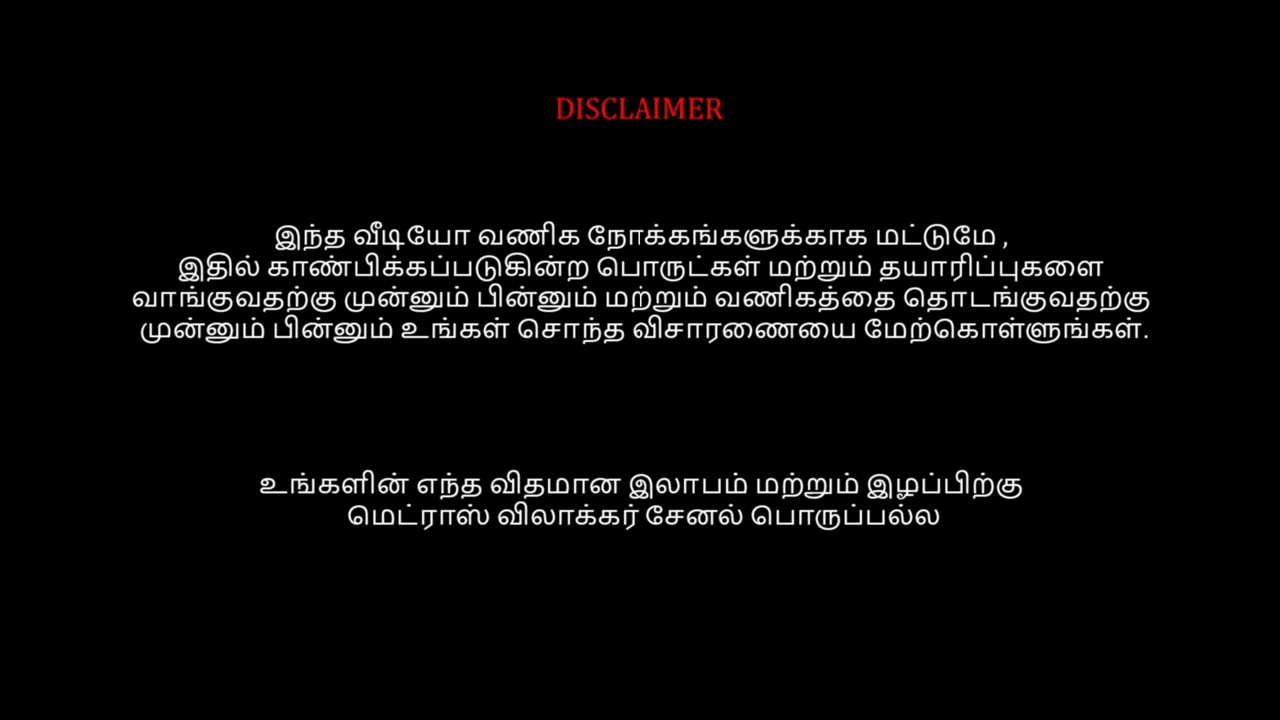 DISCLAIMER
இந்த வீடியோ வணிக நோக்கங்களுக்காக மட்டுமே ,
இதில் காண்பிக்கப்படுகின்ற பொருட்கள் மற்றும் தயாரிப்புகளை
வாங்குவதற்கு முன்னும் பின்னும் மற்றும் வணிகத்தை தொடங்குவதற்கு
முன்னும் பின்னும் உங்கள் சொந்த விசாரணையை மேற்கொள்ளுங்கள்.
உங்களின் எந்த விதமான இலாபம் மற்றும் இழப்பிற்கு
மெட்ராஸ் விலாக்கர் சேனல் பொருப்பல்ல